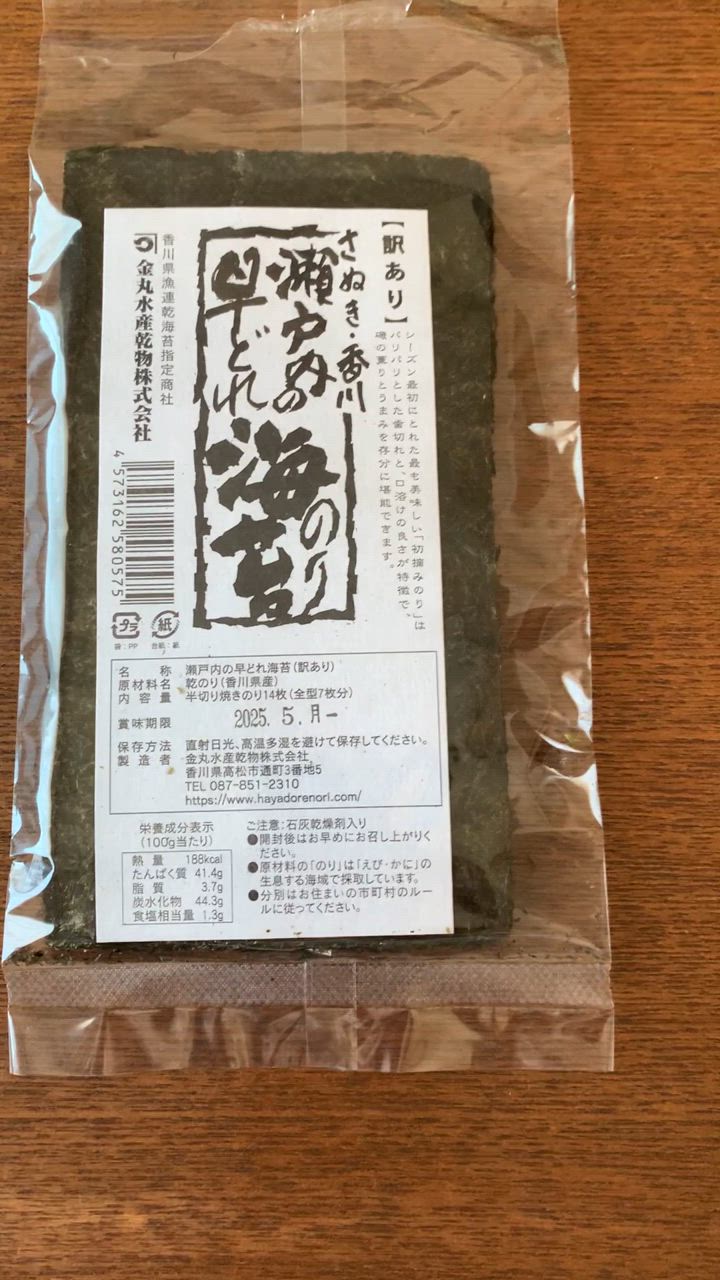 【訳あり】
シーズン最初にとれた最も美味しい「初摘みのり」は
パリパリとした歯切れと、口溶けの良さが特徴で、
磯の薫りとうまみを存分に堪能できます。
さぬき・香川
瀬戸内の
早どれ
海苔
のり
香川県漁連乾海苔指定商社
金丸水産乾物株式会社
4573162580575
プラ
袋:PP
紙
台紙:紙
名称 瀬戸内の早どれ海苔(訳あり)
原材料名 乾のり(香川県産)
内容量 半切り焼きのり14枚(全型7枚分)
賞味期限 2025.5.月
保存方法 直射日光、高温多湿を避けて保存してください。
製造者 金丸水産乾物株式会社
香川県高松市通町3番地5
TEL 087-851-2310
https://www.hayadorenori.com/
栄養成分表示
(100g当たり)
熱量 188kcal
たんぱく質 41.4g
脂質 3.7g
炭水化物 44.3g
食塩相当量 1.3g
ご注意:石灰乾燥剤入り
●開封後はお早めにお召し上がりく
ださい。
●原材料の「のり」は「えび・かに」の
生息する海域で採取しています。
●分別はお住まいの市町村のルー
ルに従ってください。